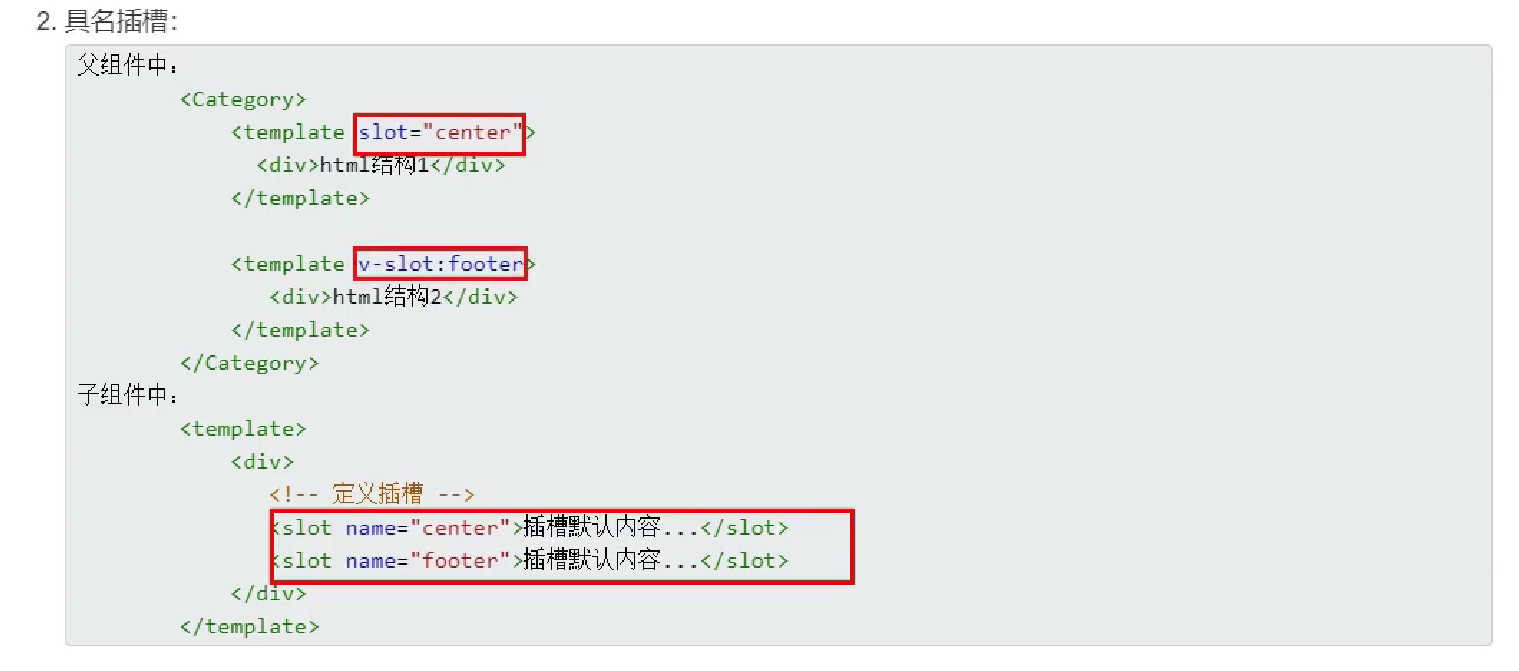 2. 具名插槽:
父组件中：
<Category>
<template slot="center">
<div>html结构1</div>
</template>
<template v-slot:footer>
<div>html结构2</div>
</template>
</Category>
子组件中：
<template>
<div>
<!-- 定义插槽 -->
<slot name="center">插槽默认内容...</slot>
<slot name="footer">插槽默认内容...</slot>
</div>
</template>